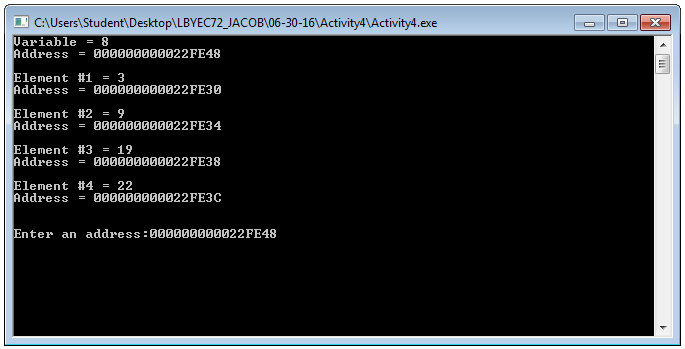 C:\Users\Student\Desktop\LBYEC72_JACOB\06-30-16\Activity4\Activity4.exe
Variable = 8
Address = 000000000022FE48
Element #1 = 3
Address = 000000000022FE30
Element #2 = 9
Address = 000000000022FE34
Element #3 = 19
Address = 000000000022FE38
Element #4 = 22
Address = 000000000022FE3C
Enter an address:000000000022FE48